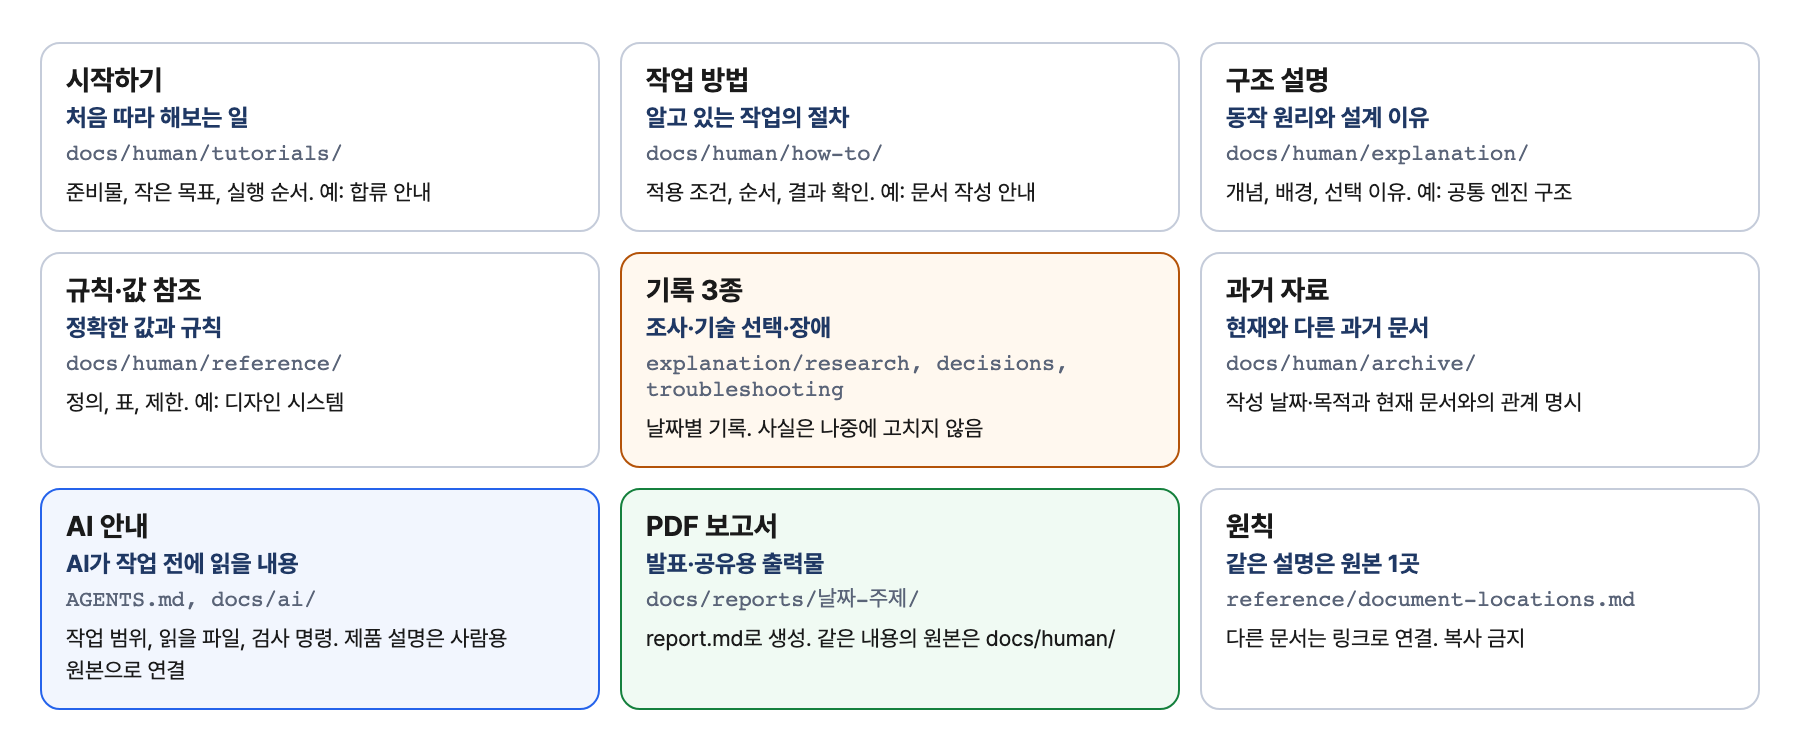 시작하기
처음 따라 해보는 일
docs/human/tutorials/
준비물, 작은 목표, 실행 순서. 예: 합류 안내
작업 방법
알고 있는 작업의 절차
docs/human/how-to/
적용 조건, 순서, 결과 확인. 예: 문서 작성 안내
구조 설명
동작 원리와 설계 이유
docs/human/explanation/
개념, 배경, 선택 이유. 예: 공통 엔진 구조
규칙·값 참조
정확한 값과 규칙
docs/human/reference/
정의, 표, 제한. 예: 디자인 시스템
기록 3종
조사·기술 선택·장애
explanation/research, decisions,
troubleshooting
날짜별 기록. 사실은 나중에 고치지 않음
과거 자료
현재와 다른 과거 문서
docs/human/archive/
작성 날짜·목적과 현재 문서와의 관계 명시
AI 안내
AI가 작업 전에 읽을 내용
AGENTS.md, docs/ai/
작업 범위, 읽을 파일, 검사 명령. 제품 설명은 사람용
원본으로 연결
PDF 보고서
발표·공유용 출력물
docs/reports/날짜-주제/
report.md로 생성. 같은 내용의 원본은 docs/human/
원칙
같은 설명은 원본 1곳
reference/document-locations.md
다른 문서는 링크로 연결. 복사 금지